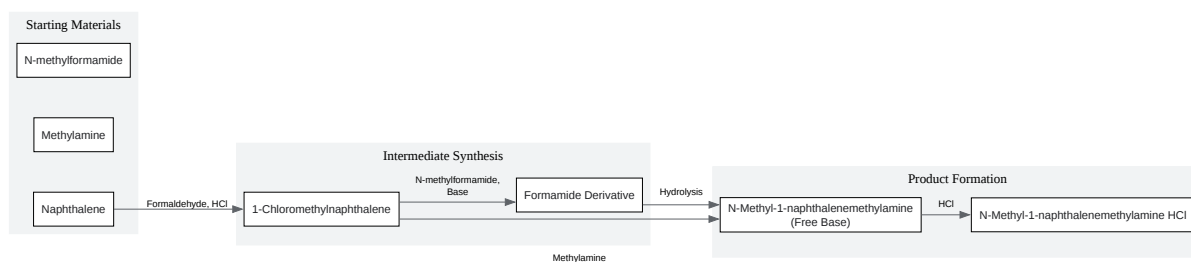 Starting Materials
N-methylformamide
Methylamine
Naphthalene
Formaldehyde, HCl
Intermediate Synthesis
1-Chloromethylnaphthalene
N-methylformamide,
Base
Formamide Derivative
Hydrolysis
Methylamine
Product Formation
N-Methyl-1-naphthalenemethylamine
(Free Base)
HCl
N-Methyl-1-naphthalenemethylamine HCl